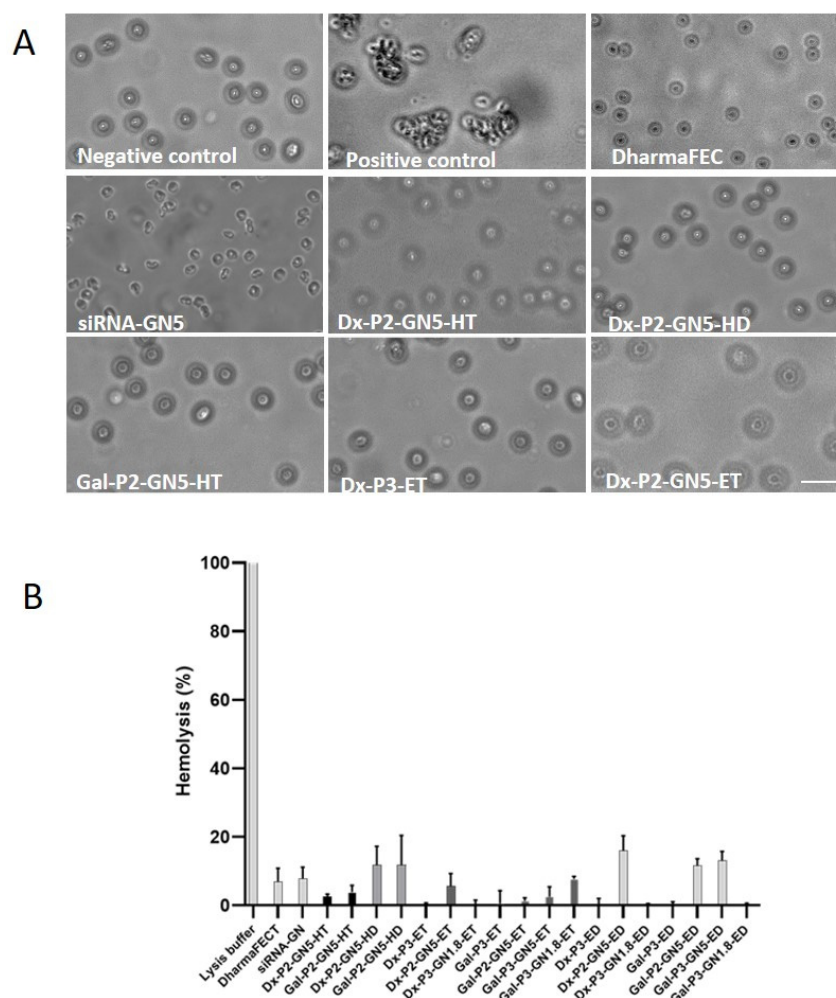 A
Negative control
Positive control
DharmaFEC
siRNA-GN5
Dx-P2-GN5-HT
Dx-P2-GN5-HD
Gal-P2-GN5-HT
Dx-P3-ET
Dx-P2-GN5-ET
B
Hemolysis (%)
100
80
60
40
20
0
Lysis buffer
DharmaFECT
siRNA-GN
Dx-P2-GN5-HT
Gal-P2-GN5-HT
Dx-P2-GN5-HD
Gal-P2-GN5-HD
Dx-P3-ET
Dx-P2-GN5-ET
Dx-P3-GN1.8-ET
Gal-P3-ET
Gal-P2-GN5-ET
Gal-P3-GN5-ET
Gal-P3-GN1.8-ET
Dx-P3-ED
Dx-P2-GN5-ED
Dx-P3-GN1.8-ED
Gal-P3-ED
Gal-P2-GN5-ED
Gal-P3-GN5-ED
Gal-P3-GN1.8-ED